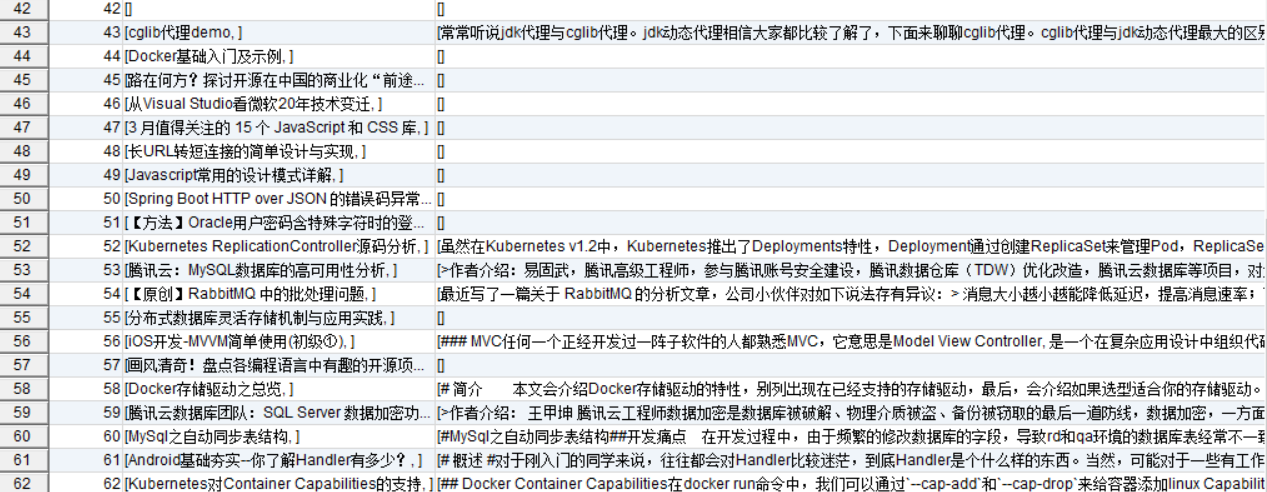 42 42 [] []
43 43 [cglib代理demo, ] [常常听说jdk代理与cglib代理。jdk动态代理相信大家都比较了解了，下面来聊聊cglib代理。cglib代理与jdk动态代理最大的区别
44 44 [Docker基础入门及示例, ] []
45 45 [路在何方？探讨开源在中国的商业化“前途... []
46 46 [从Visual Studio看微软20年技术变迁, ] []
47 47 [3 月值得关注的 15 个 JavaScript 和 CSS 库, ] []
48 48 [长URL转短连接的简单设计与实现, ] []
49 49 [Javascript常用的设计模式详解, ] []
50 50 [Spring Boot HTTP over JSON 的错误码异常... []
51 51 [【方法】Oracle用户密码含特殊字符时的登... []
52 52 [Kubernetes ReplicationController源码分析, ] [虽然在Kubernetes v1.2中，Kubernetes推出了Deployments特性，Deployment通过创建ReplicaSet来管理Pod，ReplicaSe
53 53 [腾讯云：MySQL数据库的高可用性分析, ] [>作者介绍：易固武，腾讯高级工程师，参与腾讯账号安全建设，腾讯数据仓库（TDW）优化改造，腾讯云数据库等项目，对
54 54 [【原创】RabbitMQ 中的批处理问题, ] [最近写了一篇关于 RabbitMQ 的分析文章，公司小伙伴对如下说法存有异议：> 消息大小越小越能降低延迟，提高消息速率；
55 55 [分布式数据库灵活存储机制与应用实践, ] []
56 56 [iOS开发-MVVM简单使用(初级①), ] [### MVC任何一个正经开发过一阵子软件的人都熟悉MVC，它意思是Model View Controller, 是一个在复杂应用设计中组织代码
57 57 [画风清奇！盘点各编程语言中有趣的开源项... []
58 58 [Docker存储驱动之总览, ] [# 简介 本文会介绍Docker存储驱动的特性，别列出现在已经支持的存储驱动，最后，会介绍如果选型适合你的存储驱动。
59 59 [腾讯云数据库团队：SQL Server 数据加密功... [>作者介绍： 王甲坤 腾讯云工程师数据加密是数据库被破解、物理介质被盗、备份被窃取的最后一道防线，数据加密，一方面
60 60 [MySql之自动同步表结构, ] [#MySql之自动同步表结构##开发痛点 在开发过程中，由于频繁的修改数据库的字段，导致rd和qa环境的数据库表经常不一致
61 61 [Android基础夯实--你了解Handler有多少？, ] [# 概述 #对于刚入门的同学来说，往往都会对Handler比较迷茫，到底Handler是个什么样的东西。当然，可能对于一些有工作
62 62 [Kubernetes对Container Capabilities的支持, ] [## Docker Container Capabilities在docker run命令中，我们可以通过`--cap-add`和`--cap-drop`来给容器添加linux Capabilit